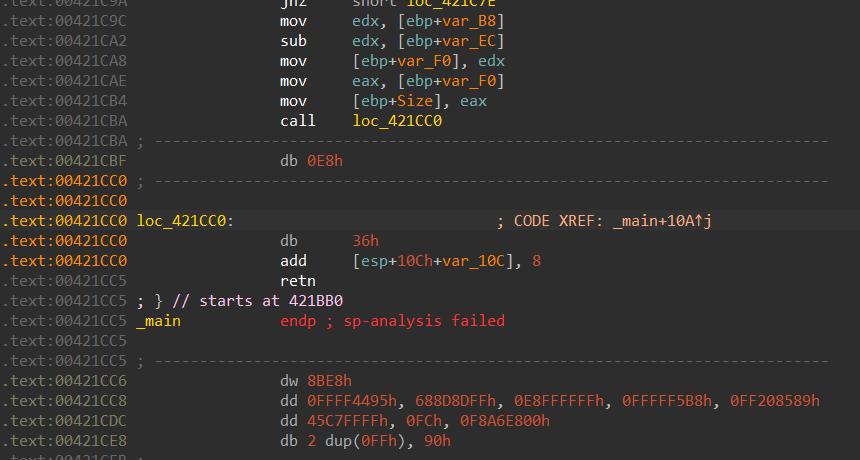 .text:00421C9A jnz short loc_421C7E
.text:00421C9C mov edx, [ebp+var_B8]
.text:00421CA2 sub edx, [ebp+var_EC]
.text:00421CA8 mov [ebp+var_F0], edx
.text:00421CAE mov eax, [ebp+var_F0]
.text:00421CB4 mov [ebp+Size], eax
.text:00421CBA call loc_421CC0
.text:00421CBA ; ---------------------------------------------------------------------------
.text:00421CBF db 0E8h
.text:00421CC0 ; ---------------------------------------------------------------------------
.text:00421CC0
.text:00421CC0 loc_421CC0: ; CODE XREF: _main+10A↑j
.text:00421CC0 db 36h
.text:00421CC0 add [esp+10Ch+var_10C], 8
.text:00421CC5 retn
.text:00421CC5 ; } // starts at 421BB0
.text:00421CC5 _main endp ; sp-analysis failed
.text:00421CC5
.text:00421CC5 ; ---------------------------------------------------------------------------
.text:00421CC6 dw 8BE8h
.text:00421CC8 dd 0FFFF4495h, 688D8DFFh, 0E8FFFFFFh, 0FFFFF5B8h, 0FF208589h
.text:00421CDC dd 45C7FFFFh, 0FCh, 0F8A6E800h
.text:00421CE8 db 2 dup(0FFh), 90h